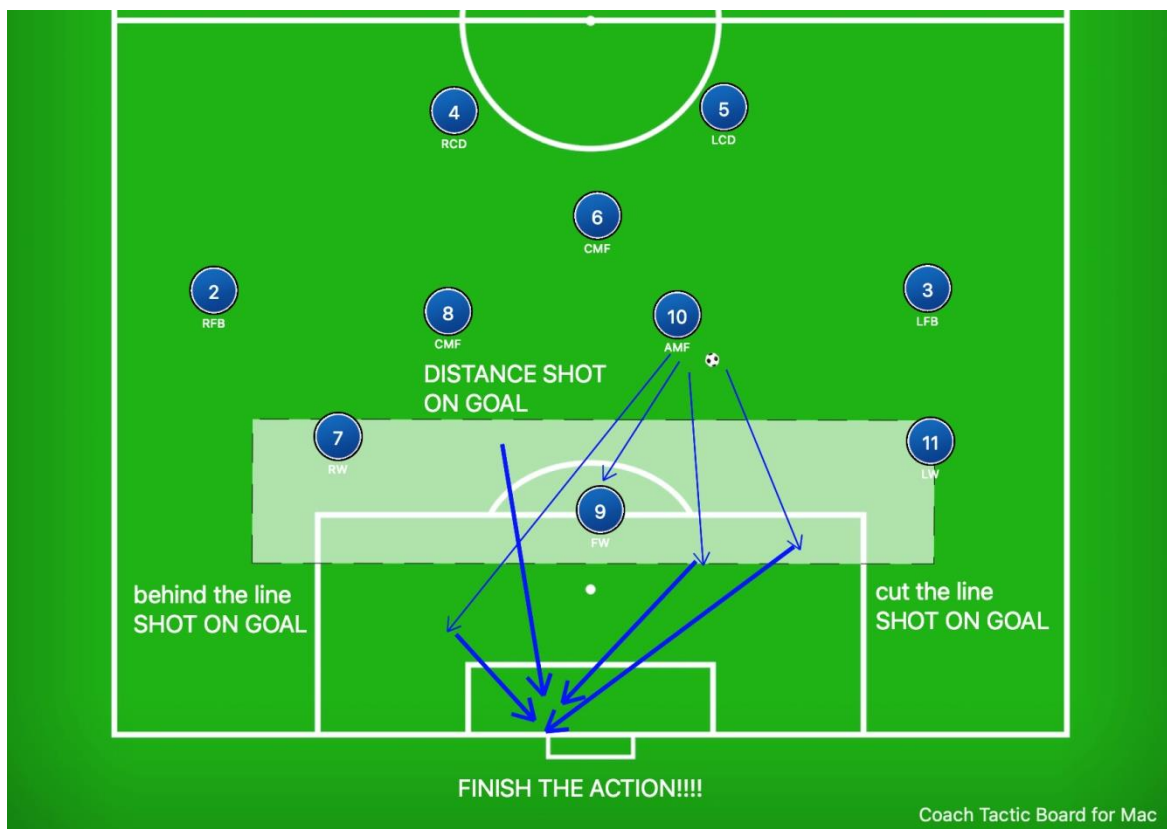 4
RCD
5
LCD
6
CMF
2
RFB
8
CMF
10
AMF
3
LFB
DISTANCE SHOT
ON GOAL
7
RW
11
LW
9
FW
behind the line
SHOT ON GOAL
cut the line
SHOT ON GOAL
FINISH THE ACTION!!!!
Coach Tactic Board for Mac